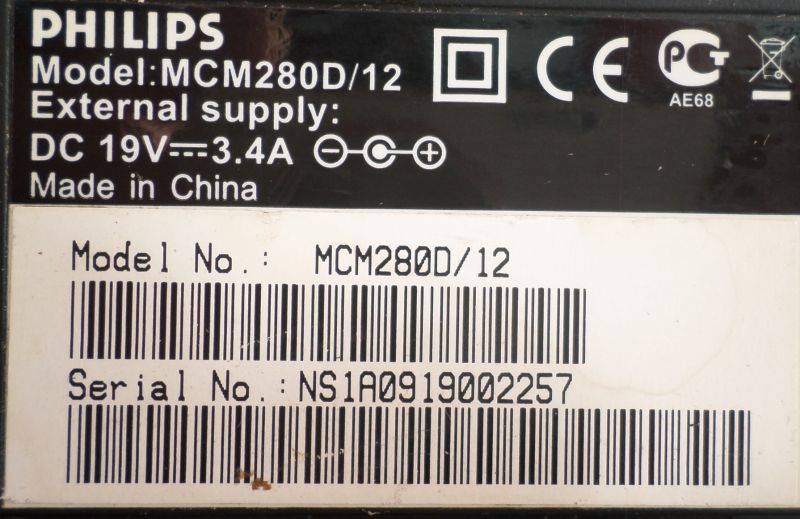 PHILIPS
Model:MCM280D/12
External supply:
DC 19V⎓3.4A
Made in China
CE
PCT
AE68
Model No.: MCM280D/12
Serial No.:NS1A0919002257